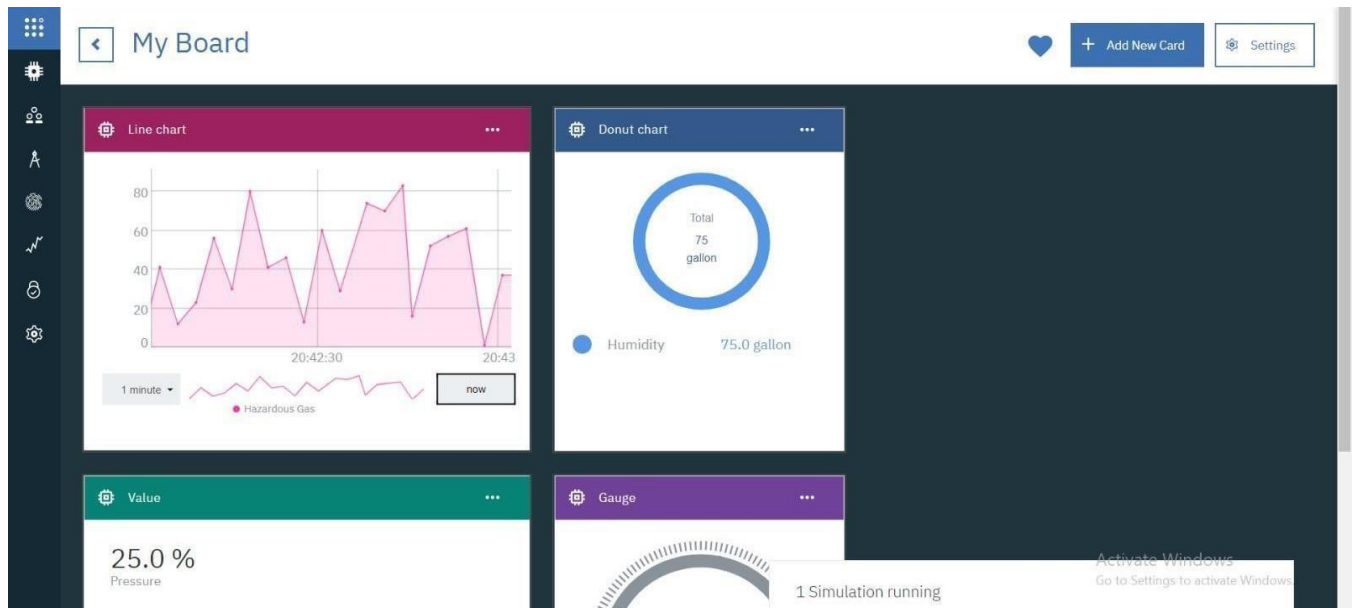 My Board
+ Add New Card
Settings
Line chart
80
60
40
20
0
20:42:30
20:43
1 minute
now
Hazardous Gas
Donut chart
Total
75
gallon
Humidity 75.0 gallon
Value
25.0 %
Pressure
Gauge
1 Simulation running
Activate Windows
Go to Settings to activate Windows.